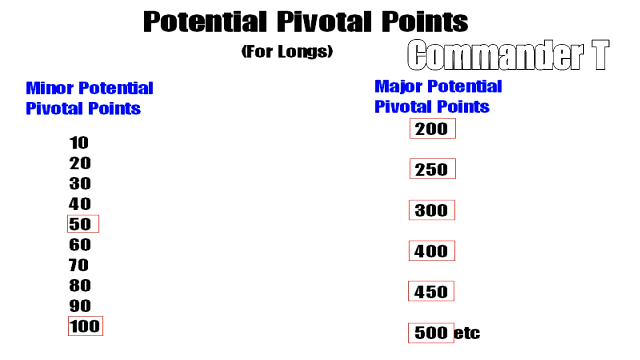 Potential Pivotal Points
(For Longs)
Commander T
Minor Potential
Pivotal Points
10
20
30
40
50
60
70
80
90
100
Major Potential
Pivotal Points
200
250
300
400
450
500 etc